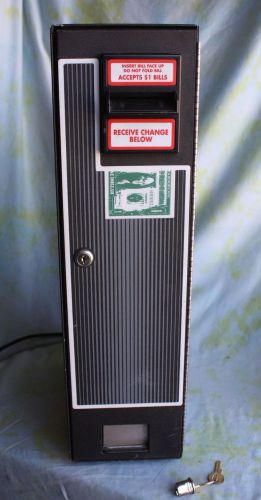 INSERT BILL FACE UP
DO NOT FOLD BILL
ACCEPTS $1 BILLS
RECEIVE CHANGE
BELOW